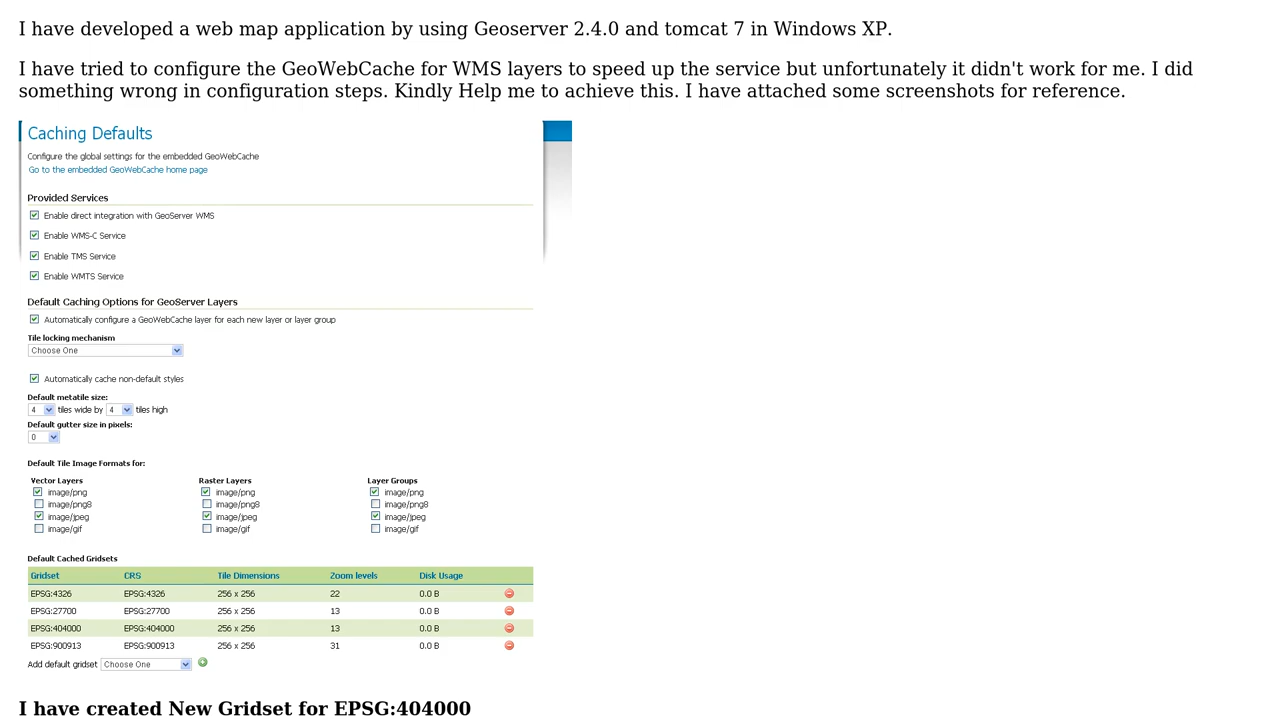 I have developed a web map application by using Geoserver 2.4.0 and tomcat 7 in Windows XP.
I have tried to configure the GeoWebCache for WMS layers to speed up the service but unfortunately it didn't work for me. I did
something wrong in configuration steps. Kindly Help me to achieve this. I have attached some screenshots for reference.
Caching Defaults
Configure the global settings for the embedded GeoWebCache
Go to the embedded GeoWebCache home page
Provided Services
Enable direct integration with GeoServer WMS
Enable WMS-C Service
Enable TMS Service
Enable WMTS Service
Default Caching Options for GeoServer Layers
Automatically configure a GeoWebCache layer for each new layer or layer group
Tile locking mechanism
Choose One
Automatically cache non-default styles
Default metatile size:
4 tiles wide by 4 tiles high
Default gutter size in pixels:
0
Default Tile Image Formats for:
Vector Layers Raster Layers Layer Groups
image/png image/png image/png
image/png8 image/png8 image/png8
image/jpeg image/jpeg image/jpeg
image/gif image/gif image/gif
Default Cached Gridsets
Gridset CRS Tile Dimensions Zoom levels Disk Usage
EPSG:4326 EPSG:4326 256 x 256 22 0.0 B
EPSG:27700 EPSG:27700 256 x 256 13 0.0 B
EPSG:404000 EPSG:404000 256 x 256 13 0.0 B
EPSG:900913 EPSG:900913 256 x 256 31 0.0 B
Add default gridset Choose One
I have created New Gridset for EPSG:404000